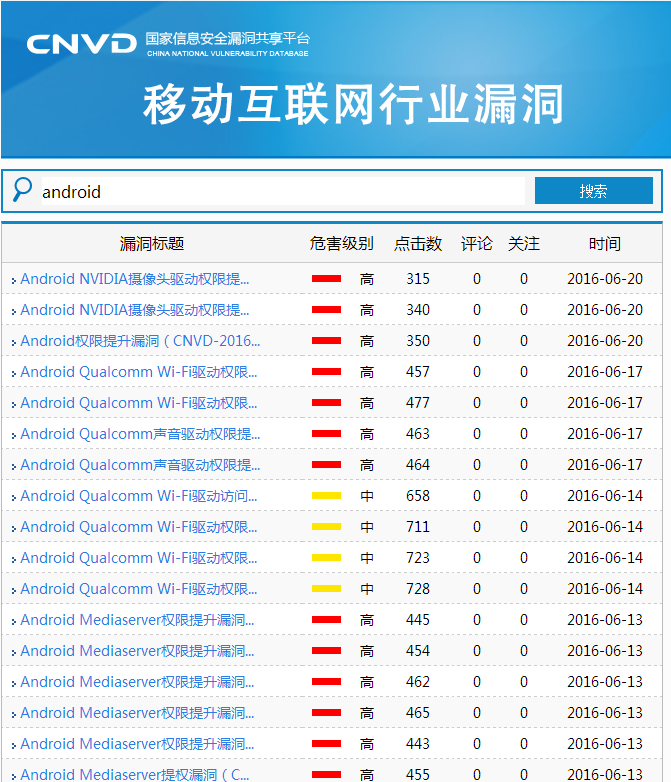 CNVD 国家信息安全漏洞共享平台
CHINA NATIONAL VULNERABILITY DATABASE
移动互联网行业漏洞
android 搜索
漏洞标题 危害级别 点击数 评论 关注 时间
Android NVIDIA摄像头驱动权限提... 高 315 0 0 2016-06-20
Android NVIDIA摄像头驱动权限提... 高 340 0 0 2016-06-20
Android权限提升漏洞（CNVD-2016... 高 350 0 0 2016-06-20
Android Qualcomm Wi-Fi驱动权限... 高 457 0 0 2016-06-17
Android Qualcomm Wi-Fi驱动权限... 高 477 0 0 2016-06-17
Android Qualcomm声音驱动权限提... 高 463 0 0 2016-06-17
Android Qualcomm声音驱动权限提... 高 464 0 0 2016-06-17
Android Qualcomm Wi-Fi驱动访问... 中 658 0 0 2016-06-14
Android Qualcomm Wi-Fi驱动权限... 中 711 0 0 2016-06-14
Android Qualcomm Wi-Fi驱动权限... 中 723 0 0 2016-06-14
Android Qualcomm Wi-Fi驱动权限... 中 728 0 0 2016-06-14
Android Mediaserver权限提升漏洞... 高 445 0 0 2016-06-13
Android Mediaserver权限提升漏洞... 高 454 0 0 2016-06-13
Android Mediaserver权限提升漏洞... 高 462 0 0 2016-06-13
Android Mediaserver权限提升漏洞... 高 465 0 0 2016-06-13
Android Mediaserver权限提升漏洞... 高 443 0 0 2016-06-13
Android Mediaserver提权漏洞（C... 高 455 0 0 2016-06-13